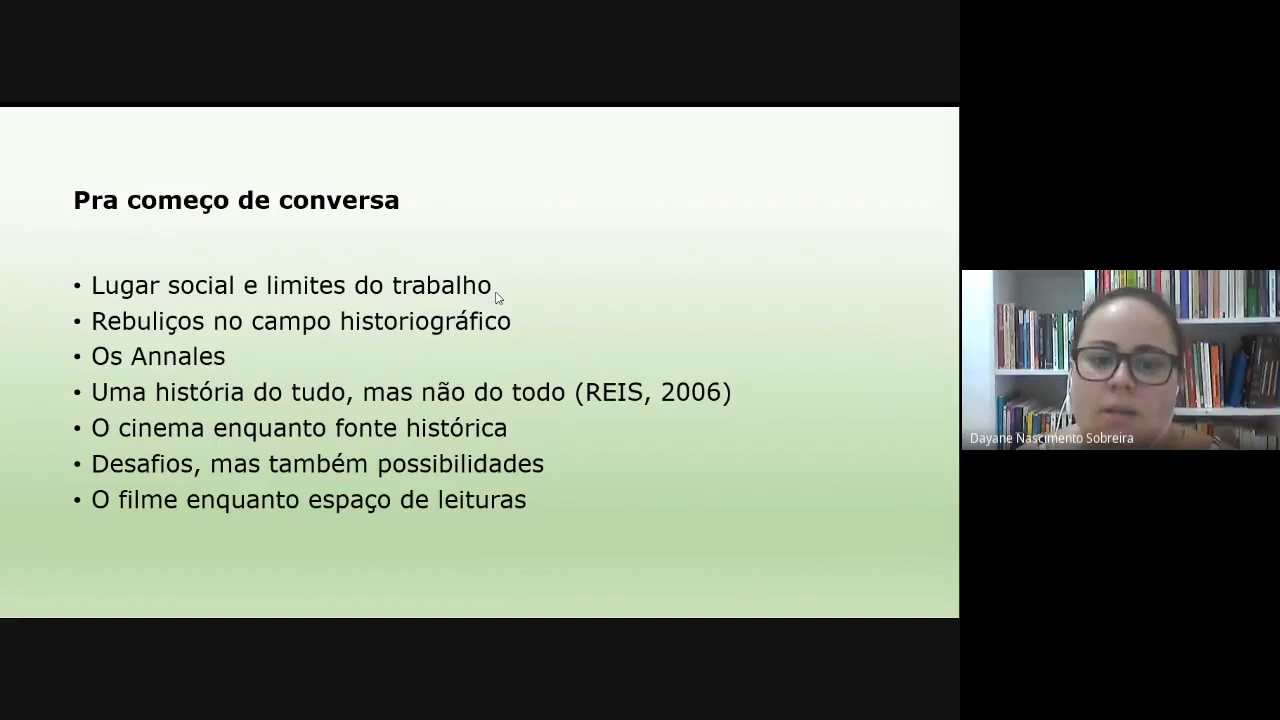 Pra começo de conversa
• Lugar social e limites do trabalho
• Rebuliços no campo historiográfico
• Os Annales
• Uma história do tudo, mas não do todo (REIS, 2006)
• O cinema enquanto fonte histórica
• Desafios, mas também possibilidades
• O filme enquanto espaço de leituras
Dayane Nascimento Sobreira